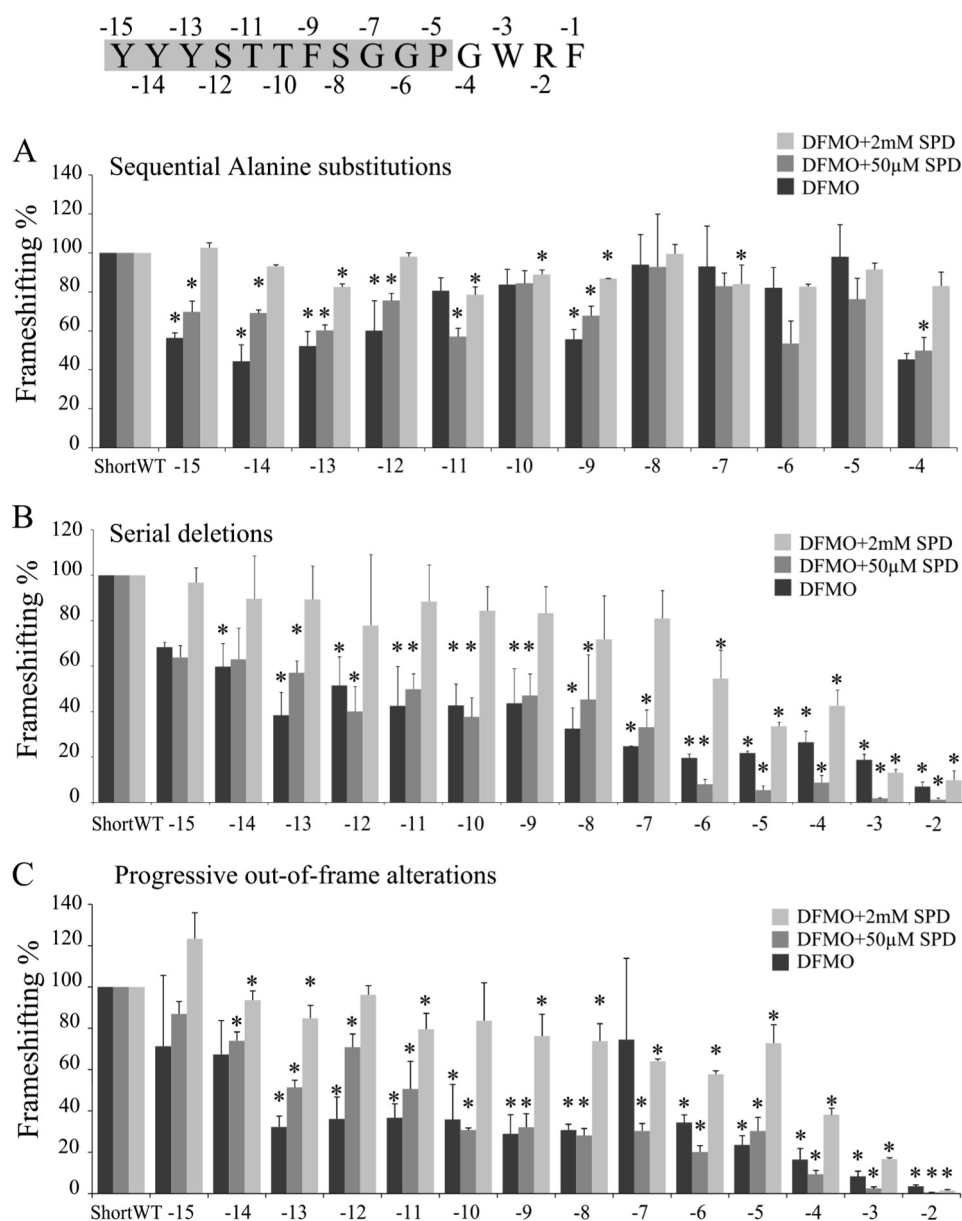 -15 -13 -11 -9 -7 -5 -3 -1
Y Y Y S T T F S G G P G W R F
-14 -12 -10 -8 -6 -4 -2
A Sequential Alanine substitutions
DFMO+2mM SPD
DFMO+50µM SPD
DFMO
Frameshifting %
140
120
100
80
60
40
20
0
* * * * * * * * * * * * * * * * *
ShortWT -15 -14 -13 -12 -11 -10 -9 -8 -7 -6 -5 -4
B Serial deletions
DFMO+2mM SPD
DFMO+50µM SPD
DFMO
Frameshifting %
120
100
80
60
40
20
0
* * * * * * * * * * * * * * * * * * * * * * * * * * * *
ShortWT -15 -14 -13 -12 -11 -10 -9 -8 -7 -6 -5 -4 -3 -2
C Progressive out-of-frame alterations
DFMO+2mM SPD
DFMO+50µM SPD
DFMO
Frameshifting %
140
120
100
80
60
40
20
0
* * * * * * * * * * * * * * * * * * * * * * * * * * * * * * * * * *
ShortWT -15 -14 -13 -12 -11 -10 -9 -8 -7 -6 -5 -4 -3 -2